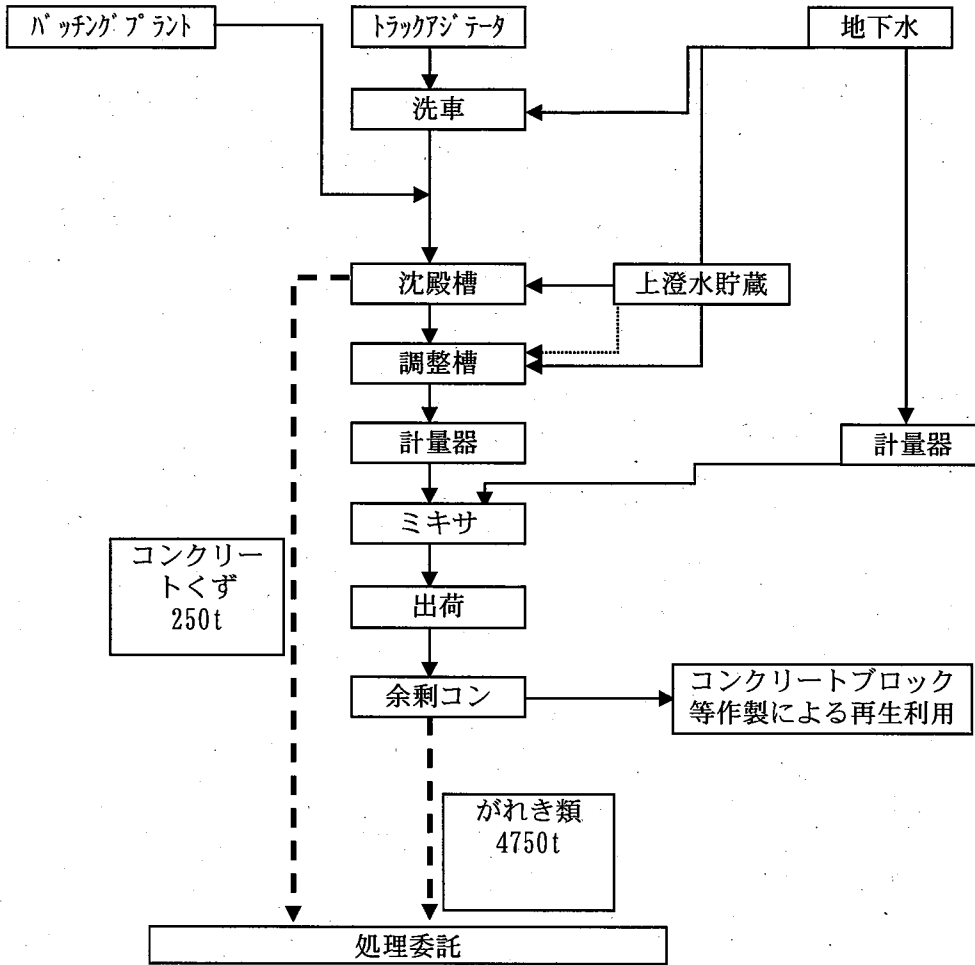 バッチングプラント
トラックアジテータ
地下水
洗車
沈殿槽
上澄水貯蔵
調整槽
計量器
計量器
ミキサ
コンクリー
トくず
250t
出荷
余剰コン
コンクリートブロック
等作製による再生利用
がれき類
4750t
処理委託